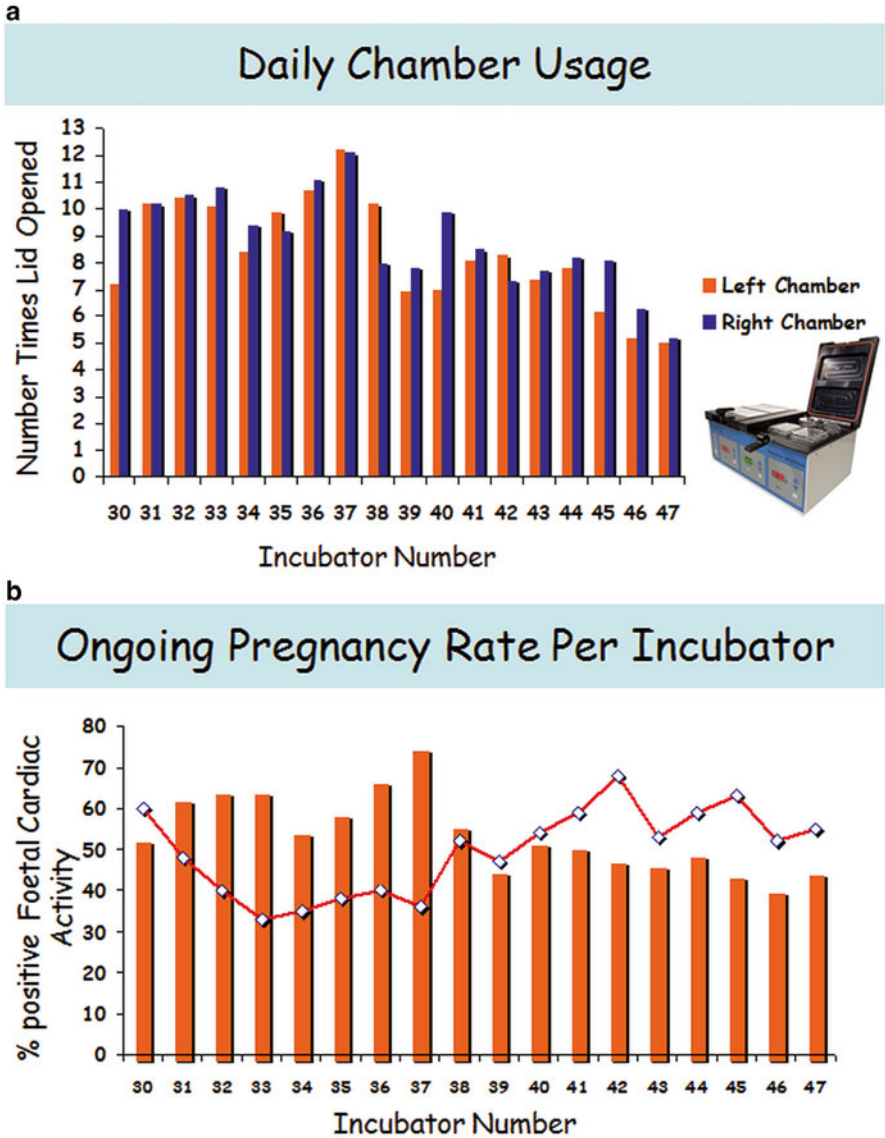 a
Daily Chamber Usage
Number Times Lid Opened
13
12
11
10
9
8
7
6
5
4
3
2
1
0
30 31 32 33 34 35 36 37 38 39 40 41 42 43 44 45 46 47
Incubator Number
Left Chamber
Right Chamber
b
Ongoing Pregnancy Rate Per Incubator
% positive Foetal Cardiac
Activity
80
70
60
50
40
30
20
10
0
30 31 32 33 34 35 36 37 38 39 40 41 42 43 44 45 46 47
Incubator Number